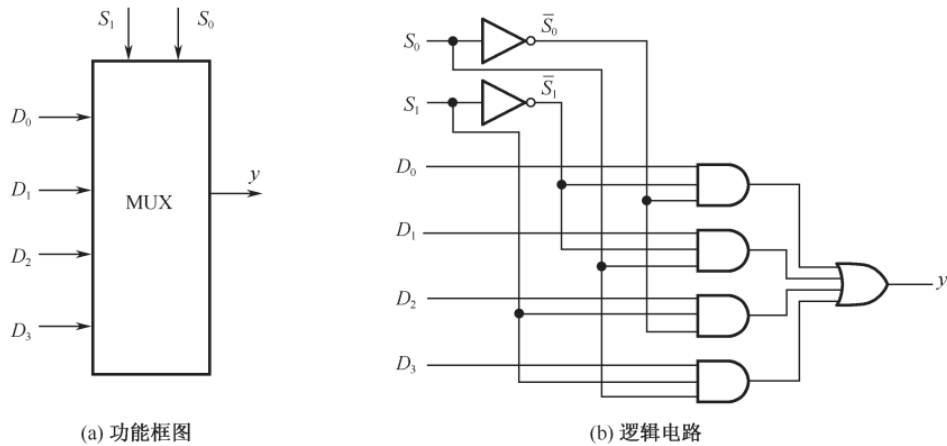 S₁ S₀
D₀
D₁
D₂
D₃
MUX
y
(a) 功能框图
S₀
S̅₀
S₁
S̅₁
D₀
D₁
D₂
D₃
y
(b) 逻辑电路